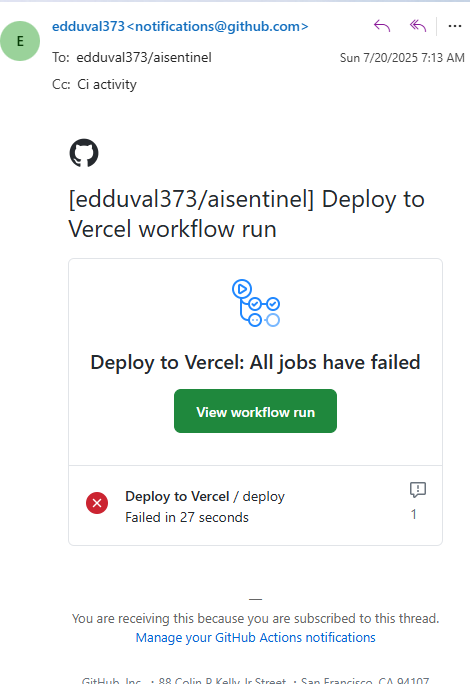 E
edduval373<notifications@github.com>
To: edduval373/aisentinel
Sun 7/20/2025 7:13 AM
Cc: Ci activity
[edduval373/aisentinel] Deploy to
Vercel workflow run
Deploy to Vercel: All jobs have failed
View workflow run
Deploy to Vercel / deploy
Failed in 27 seconds
1
—
You are receiving this because you are subscribed to this thread.
Manage your GitHub Actions notifications
GitHub, Inc. ・88 Colin P Kelly Jr Street ・San Francisco, CA 94107